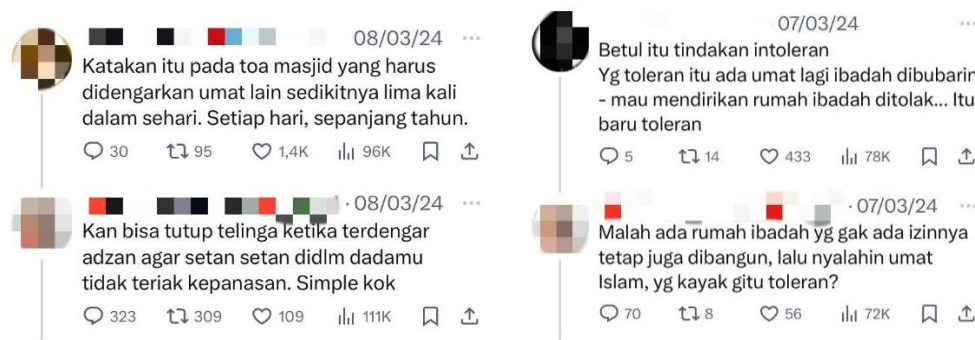 08/03/24
Katakan itu pada toa masjid yang harus
didengarkan umat lain sedikitnya lima kali
dalam sehari. Setiap hari, sepanjang tahun.
30 95 1,4K 96K
· 08/03/24
Kan bisa tutup telinga ketika terdengar
adzan agar setan setan didlm dadamu
tidak teriak kepanasan. Simple kok
323 309 109 111K
07/03/24
Betul itu tindakan intoleran
Yg toleran itu ada umat lagi ibadah dibubarin
- mau mendirikan rumah ibadah ditolak... Itu
baru toleran
5 14 433 78K
· 07/03/24
Malah ada rumah ibadah yg gak ada izinnya
tetap juga dibangun, lalu nyalahin umat
Islam, yg kayak gitu toleran?
70 8 56 72K